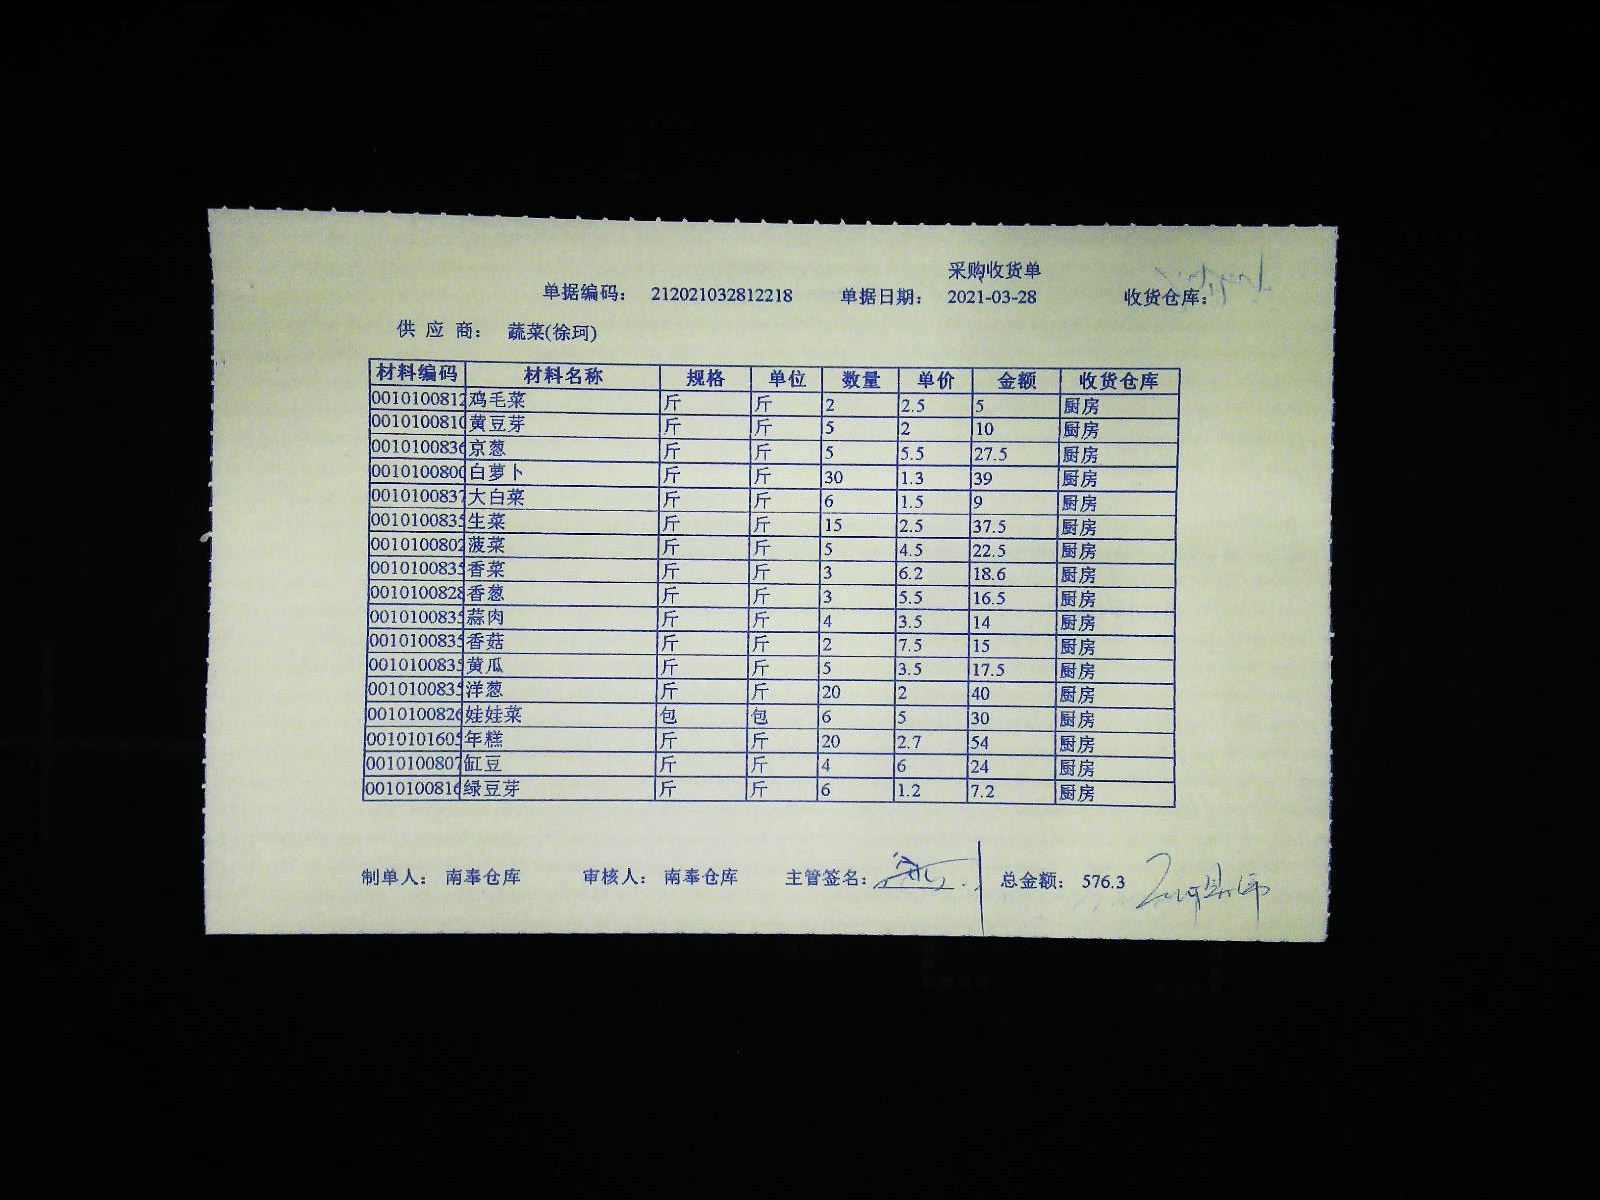 采购收货单
单据编码： 212021032812218 单据日期： 2021-03-28 收货仓库：
供 应 商： 蔬菜(徐珂)
材料编码 材料名称 规格 单位 数量 单价 金额 收货仓库
0010100812 鸡毛菜 斤 斤 2 2.5 5 厨房
001010081 黄豆芽 斤 斤 5 2 10 厨房
001010083 京葱 斤 斤 5 5.5 27.5 厨房
001010080 白萝卜 斤 斤 30 1.3 39 厨房
0010100837 大白菜 斤 斤 6 1.5 9 厨房
001010083 生菜 斤 斤 15 2.5 37.5 厨房
0010100802 菠菜 斤 斤 5 4.5 22.5 厨房
001010083 香菜 斤 斤 3 6.2 18.6 厨房
0010100828 香葱 斤 斤 3 5.5 16.5 厨房
001010083 蒜肉 斤 斤 4 3.5 14 厨房
001010083 香菇 斤 斤 2 7.5 15 厨房
001010083 黄瓜 斤 斤 5 3.5 17.5 厨房
001010083 洋葱 斤 斤 20 2 40 厨房
001010082 娃娃菜 包 包 6 5 30 厨房
001010160 年糕 斤 斤 20 2.7 54 厨房
0010100807 缸豆 斤 斤 4 6 24 厨房
001010081 绿豆芽 斤 斤 6 1.2 7.2 厨房
制单人： 南奉仓库 审核人： 南奉仓库 主管签名： 总金额： 576.3